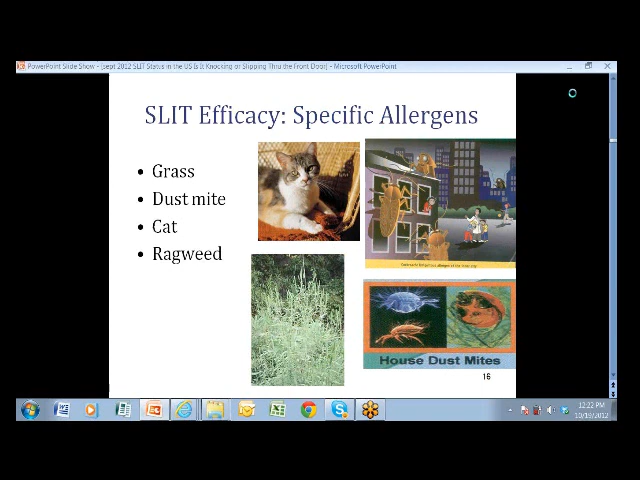 PowerPoint Slide Show - [sept 2012 SLIT Status in the US Is It Knocking or Slipping Thru the Front Door] - Microsoft PowerPoint
SLIT Efficacy: Specific Allergens
• Grass
• Dust mite
• Cat
• Ragweed
House Dust Mites
16
12:22 PM
10/19/2012